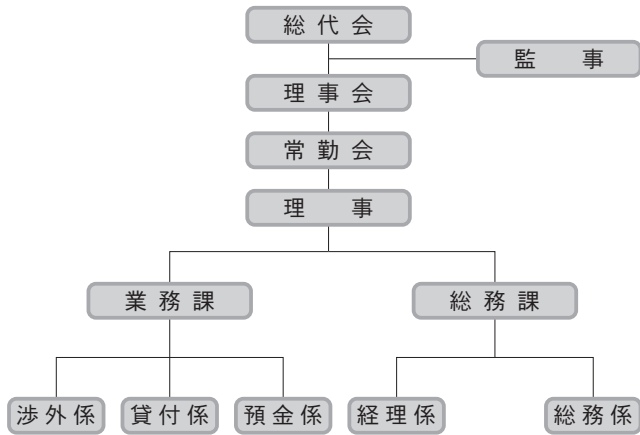 総代会
監事
理事会
常勤会
理事
業務課
総務課
渉外係
貸付係
預金係
経理係
総務係